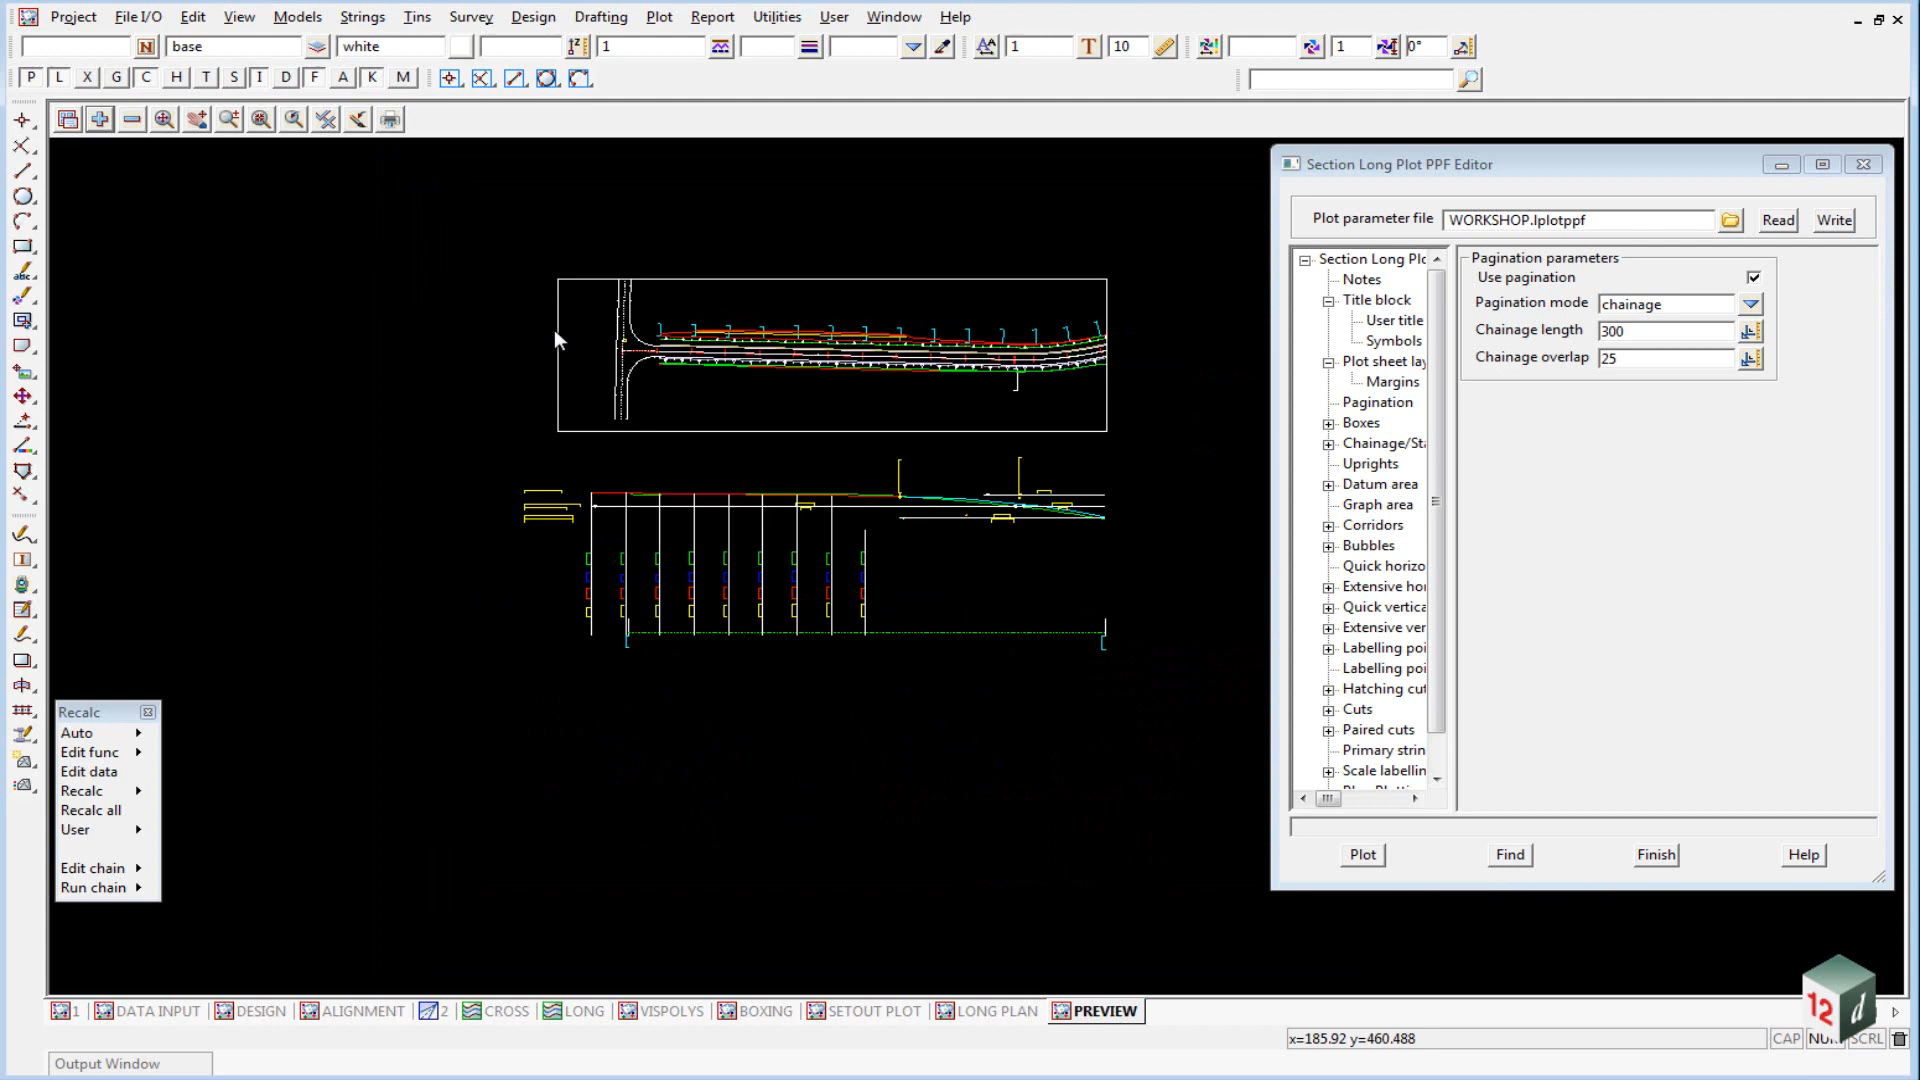 Project File I/O Edit View Models Strings Tins Survey Design Drafting Plot Report Utilities User Window Help
N base white 1 T 10 1 0°
P L X G C H T S I D F A K M
Section Long Plot PPF Editor
Plot parameter file WORKSHOP.lplotppf Read Write
Section Long Plc
Notes
Title block
User title
Symbols
Plot sheet lay
Margins
Pagination
Boxes
Chainage/Sta
Uprights
Datum area
Graph area
Corridors
Bubbles
Quick horizo
Extensive hor
Quick vertica
Extensive ver
Labelling poi
Labelling poi
Hatching cut
Cuts
Paired cuts
Primary strin
Scale labellin
Pagination parameters
Use pagination
Pagination mode chainage
Chainage length 300
Chainage overlap 25
Plot Find Finish Help
Recalc
Auto
Edit func
Edit data
Recalc
Recalc all
User
Edit chain
Run chain
1 DATA INPUT DESIGN ALIGNMENT 2 CROSS LONG VISPOLYS BOXING SETOUT PLOT LONG PLAN PREVIEW
12 d
x=185.92 y=460.488 CAP NUM SCRL
Output Window